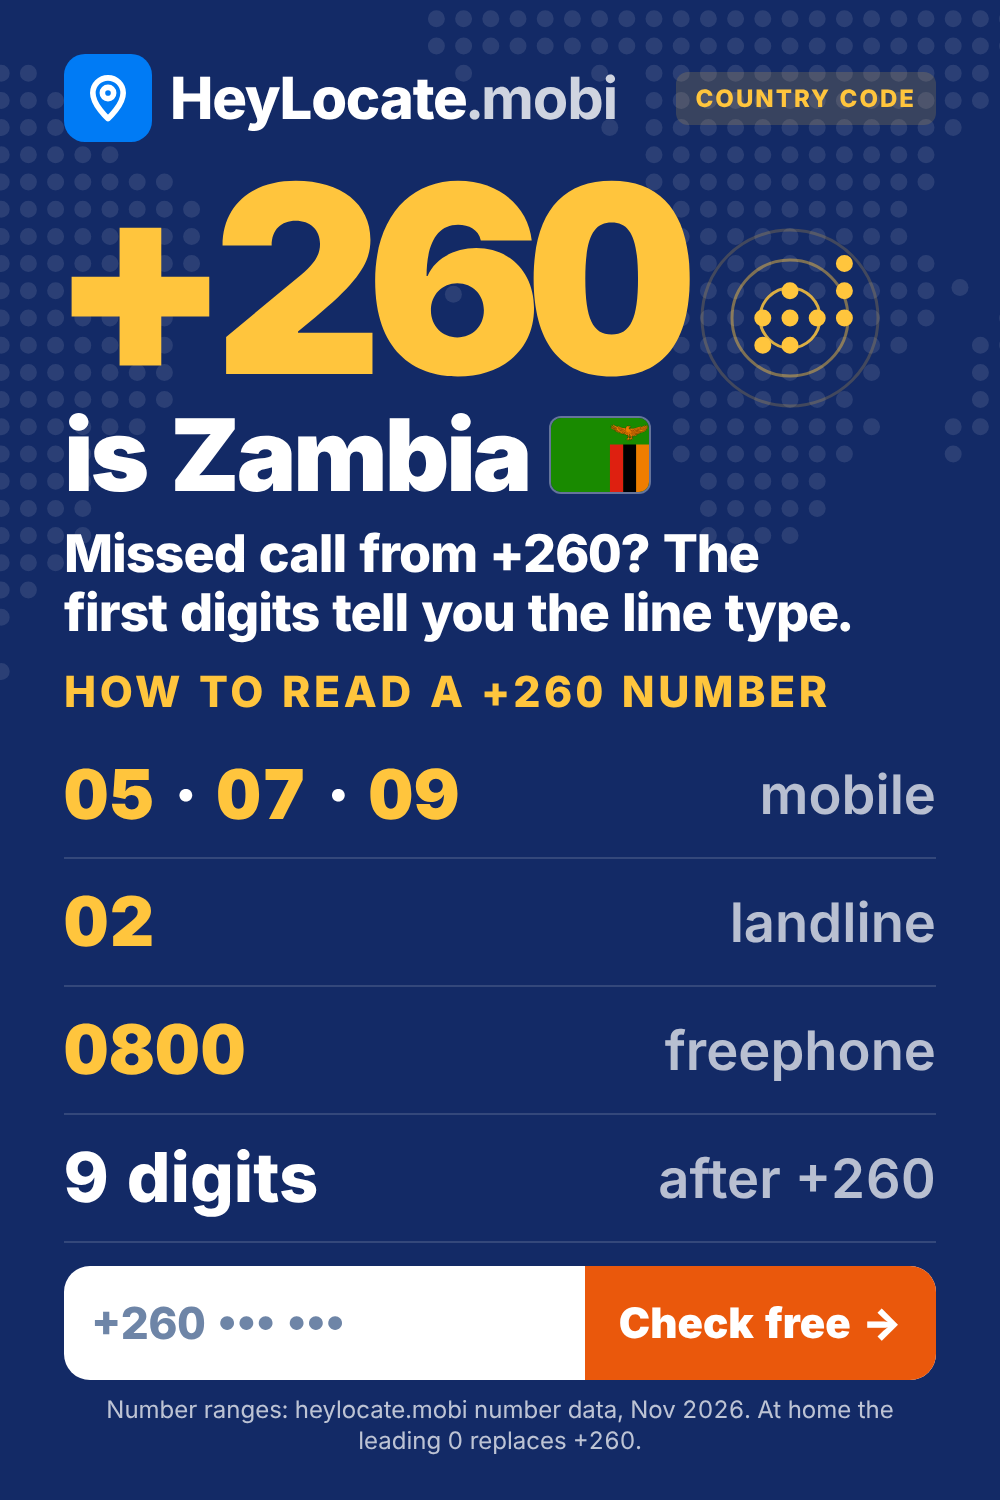 HeyLocate.mobi
COUNTRY CODE
+260
is Zambia
Missed call from +260? The
first digits tell you the line type.
HOW TO READ A +260 NUMBER
05 · 07 · 09 mobile
02 landline
0800 freephone
9 digits after +260
+260 ••• •••
Check free →
Number ranges: heylocate.mobi number data, Nov 2026. At home the
leading 0 replaces +260.